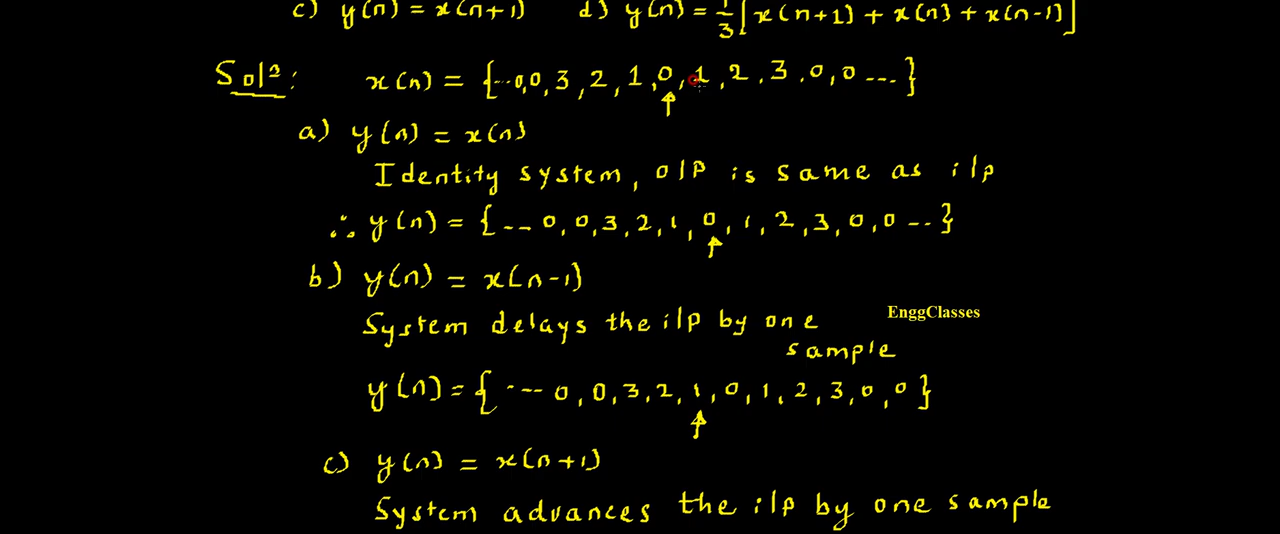 c) y(n) = x(n+1) d) y(n) = 1/3 [x(n+1) + x(n) + x(n-1)]
Solⁿ: x(n) = {...0,0,3,2,1,0,1,2,3,0,0---}
↑
a) y(n) = x(n)
Identity system, o/p is same as i/p
∴ y(n) = {--0,0,3,2,1,0,1,2,3,0,0--}
↑
b) y(n) = x(n-1)
System delays the i/p by one
sample
EnggClasses
y(n) = {---0,0,3,2,1,0,1,2,3,0,0}
↑
c) y(n) = x(n+1)
System advances the i/p by one sample